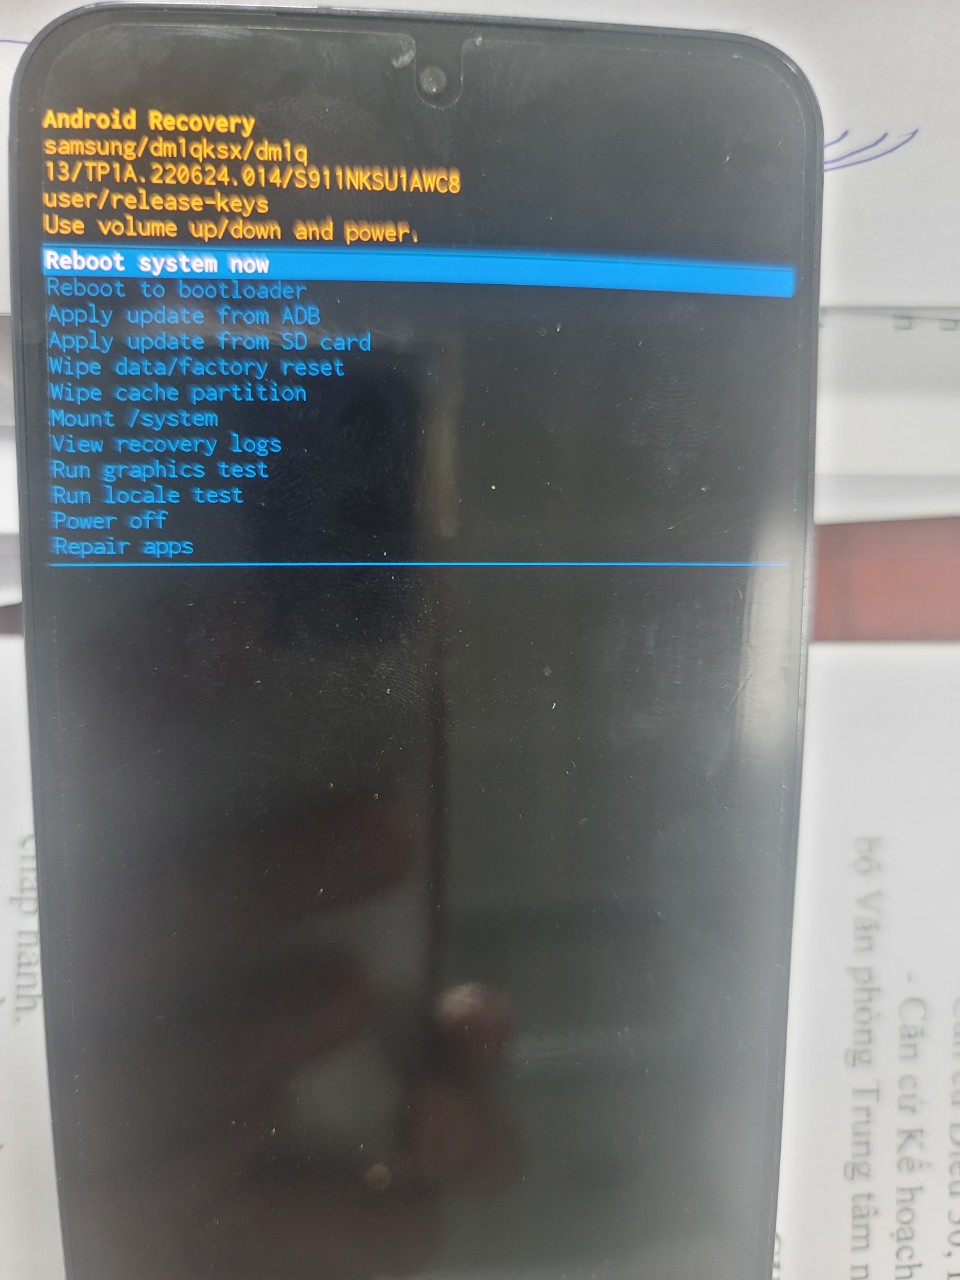 Android Recovery
samsung/dm1qksx/dm1q
13/TP1A.220624.014/S911NKSU1AWC8
user/release-keys
Use volume up/down and power.
Reboot system now
Reboot to bootloader
Apply update from ADB
Apply update from SD card
Wipe data/factory reset
Wipe cache partition
Mount /system
View recovery logs
Run graphics test
Run locale test
Power off
Repair apps
chấp hành.
- Căn cứ Kế hoạch
bộ Văn phòng Trung tâm